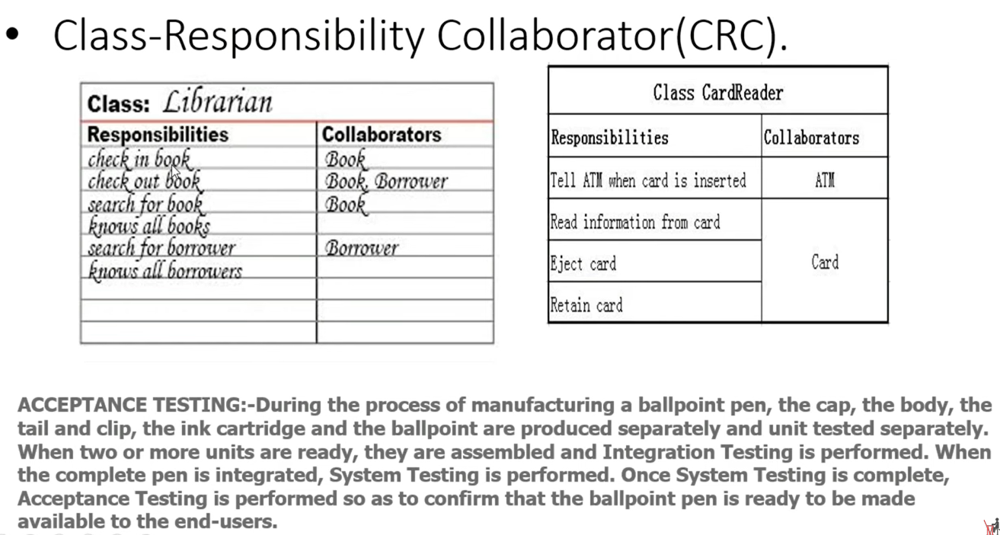 • Class-Responsibility Collaborator(CRC).
Class: Librarian
Responsibilities Collaborators
check in book Book
check out book Book, Borrower
search for book Book
knows all books
search for borrower Borrower
knows all borrowers
Class CardReader
Responsibilities Collaborators
Tell ATM when card is inserted ATM
Read information from card
Eject card Card
Retain card
ACCEPTANCE TESTING:-During the process of manufacturing a ballpoint pen, the cap, the body, the
tail and clip, the ink cartridge and the ballpoint are produced separately and unit tested separately.
When two or more units are ready, they are assembled and Integration Testing is performed. When
the complete pen is integrated, System Testing is performed. Once System Testing is complete,
Acceptance Testing is performed so as to confirm that the ballpoint pen is ready to be made
available to the end-users.